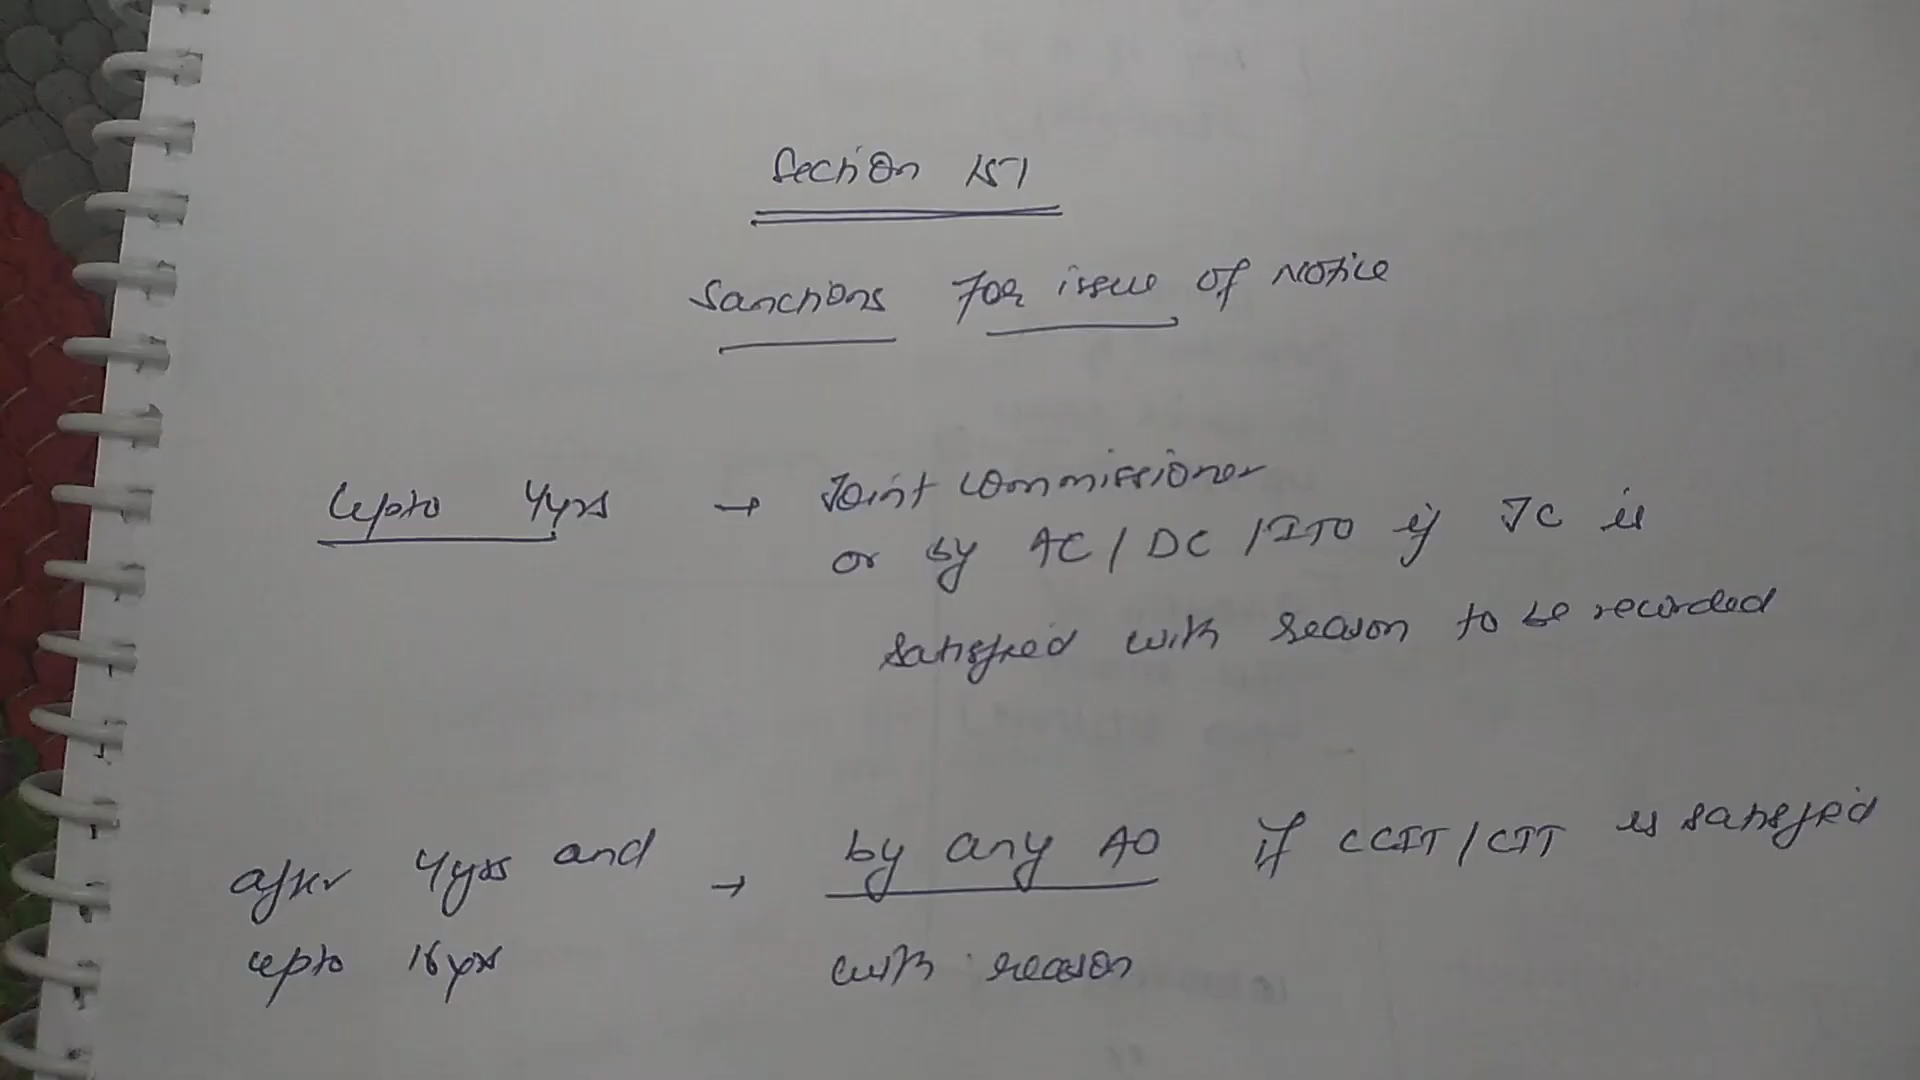 Section 151
Sanctions for issue of notice
Upto 4yrs → Joint Commissioner
or by AC / DC / ITO if JC is
satisfied with reason to be recorded
after 4yrs and → by any AO if CCIT / CIT is satisfied
upto 16 yrs with reason